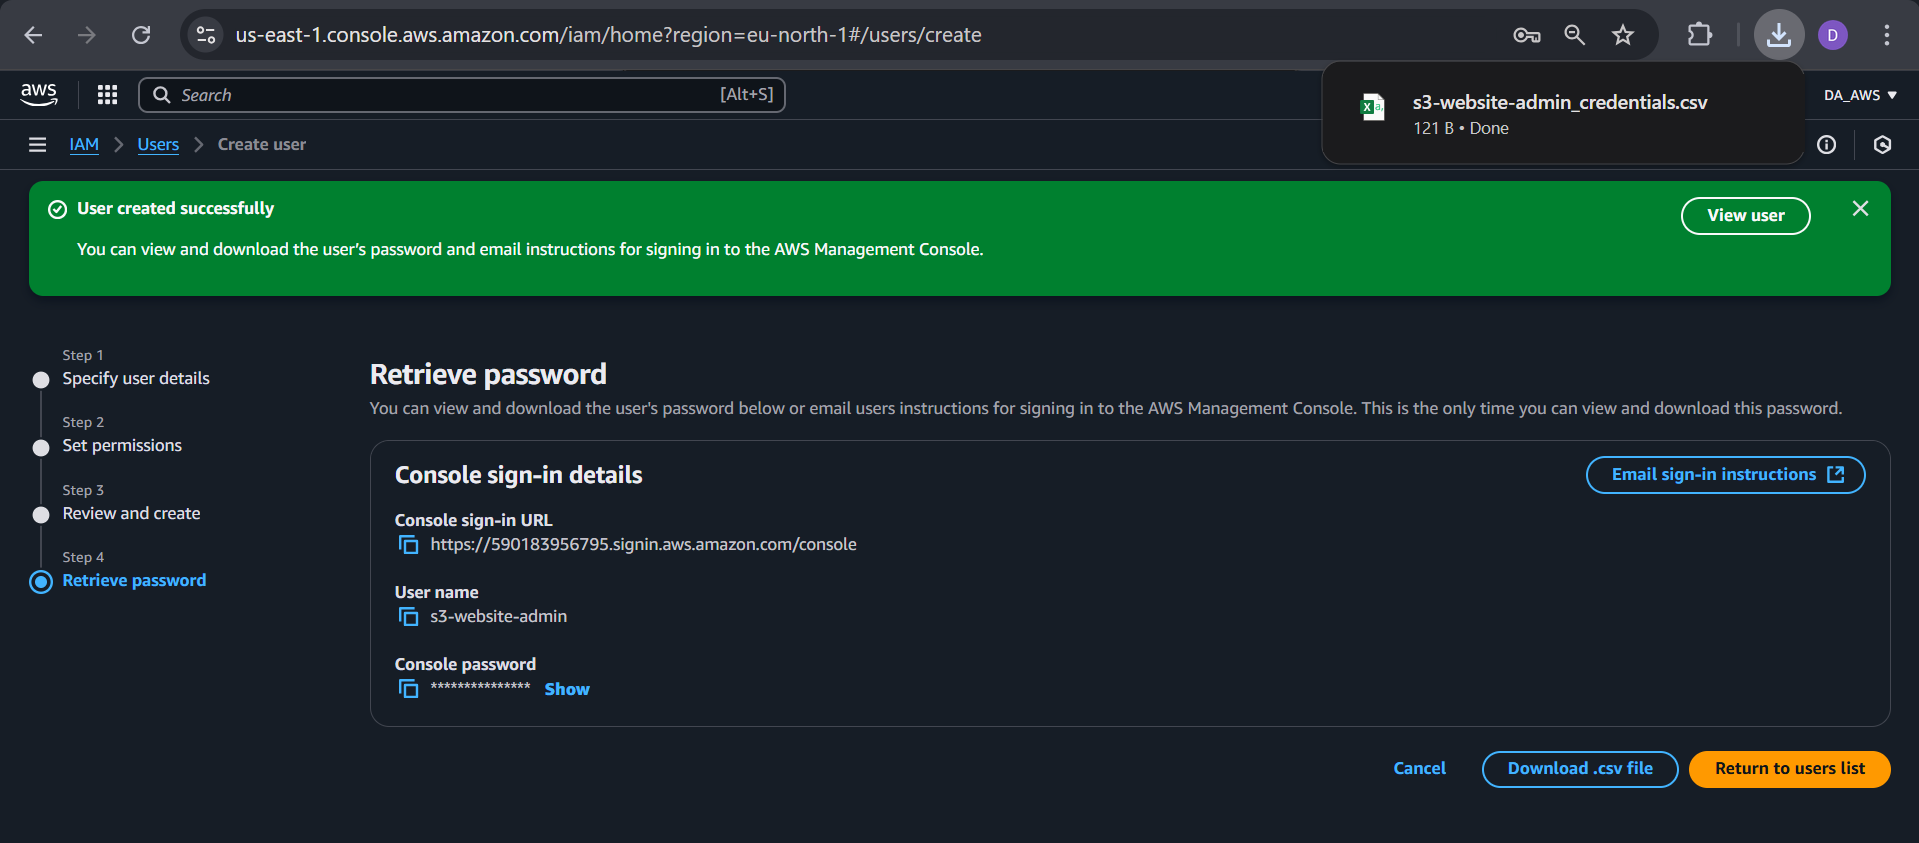 us-east-1.console.aws.amazon.com/iam/home?region=eu-north-1#/users/create
D
aws
Search
[Alt+S]
s3-website-admin_credentials.csv
121 B • Done
DA_AWS
IAM
Users
Create user
User created successfully
You can view and download the user's password and email instructions for signing in to the AWS Management Console.
View user
Step 1
Specify user details
Step 2
Set permissions
Step 3
Review and create
Step 4
Retrieve password
Retrieve password
You can view and download the user's password below or email users instructions for signing in to the AWS Management Console. This is the only time you can view and download this password.
Console sign-in details
Email sign-in instructions
Console sign-in URL
https://590183956795.signin.aws.amazon.com/console
User name
s3-website-admin
Console password
*************** Show
Cancel
Download .csv file
Return to users list